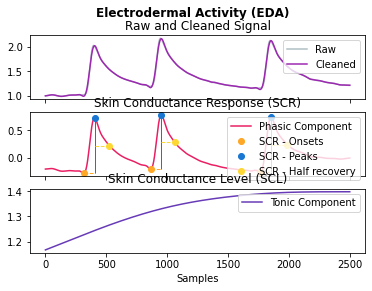 Electrodermal Activity (EDA)
Raw and Cleaned Signal
2.0
1.5
1.0
Raw
Cleaned
Skin Conductance Response (SCR)
0.5
0.0
Phasic Component
SCR - Onsets
SCR - Peaks
SCR - Half recovery
Skin Conductance Level (SCL)
1.4
1.3
1.2
Tonic Component
0 500 1000 1500 2000 2500
Samples